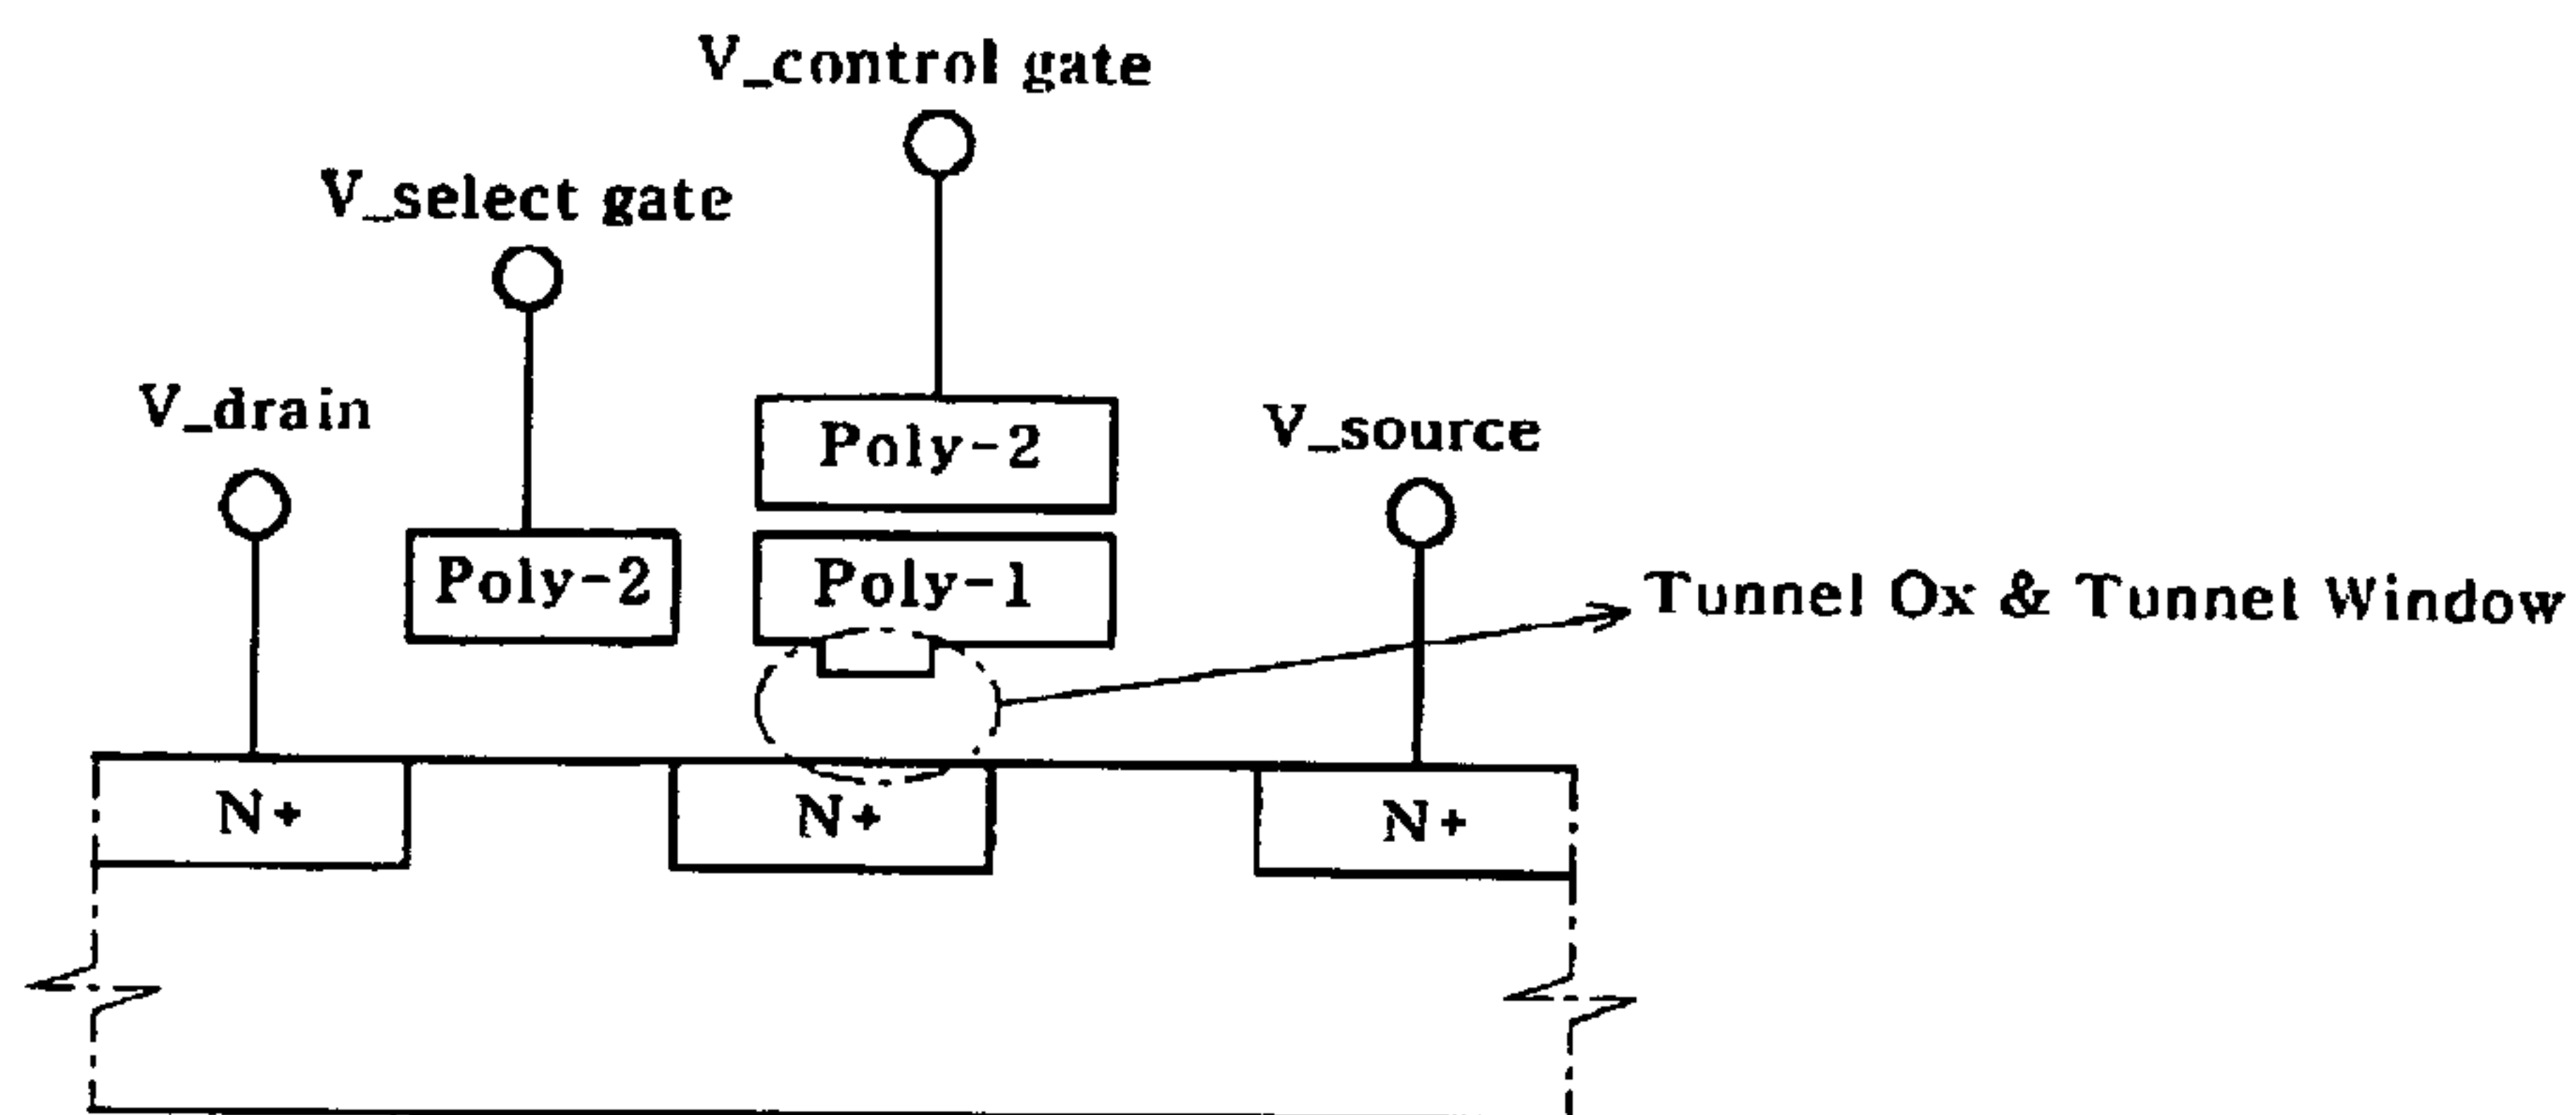 V_control gate
V_select gate
V_drain
V_source
Poly-2
Poly-2
Poly-1
Tunnel Ox & Tunnel Window
N+
N+
N+